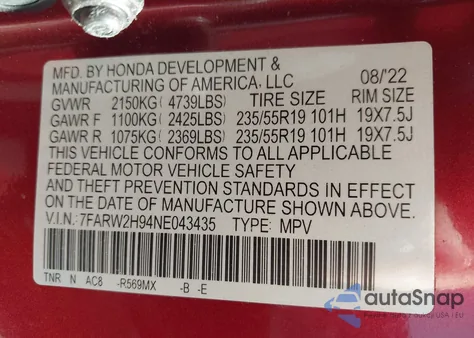 MFD. BY HONDA DEVELOPMENT &
MANUFACTURING OF AMERICA, LLC 08/'22
GVWR 2150KG (4739LBS) TIRE SIZE RIM SIZE
GAWR F 1100KG (2425LBS) 235/55R19 101H 19X7.5J
GAWR R 1075KG (2369LBS) 235/55R19 101H 19X7.5J
THIS VEHICLE CONFORMS TO ALL APPLICABLE
FEDERAL MOTOR VEHICLE SAFETY
AND THEFT PREVENTION STANDARDS IN EFFECT
ON THE DATE OF MANUFACTURE SHOWN ABOVE.
V.I.N.: 7FARW2H94NE043435 TYPE: MPV
TNR N AC8 -R569MX -B -E
autoSnap